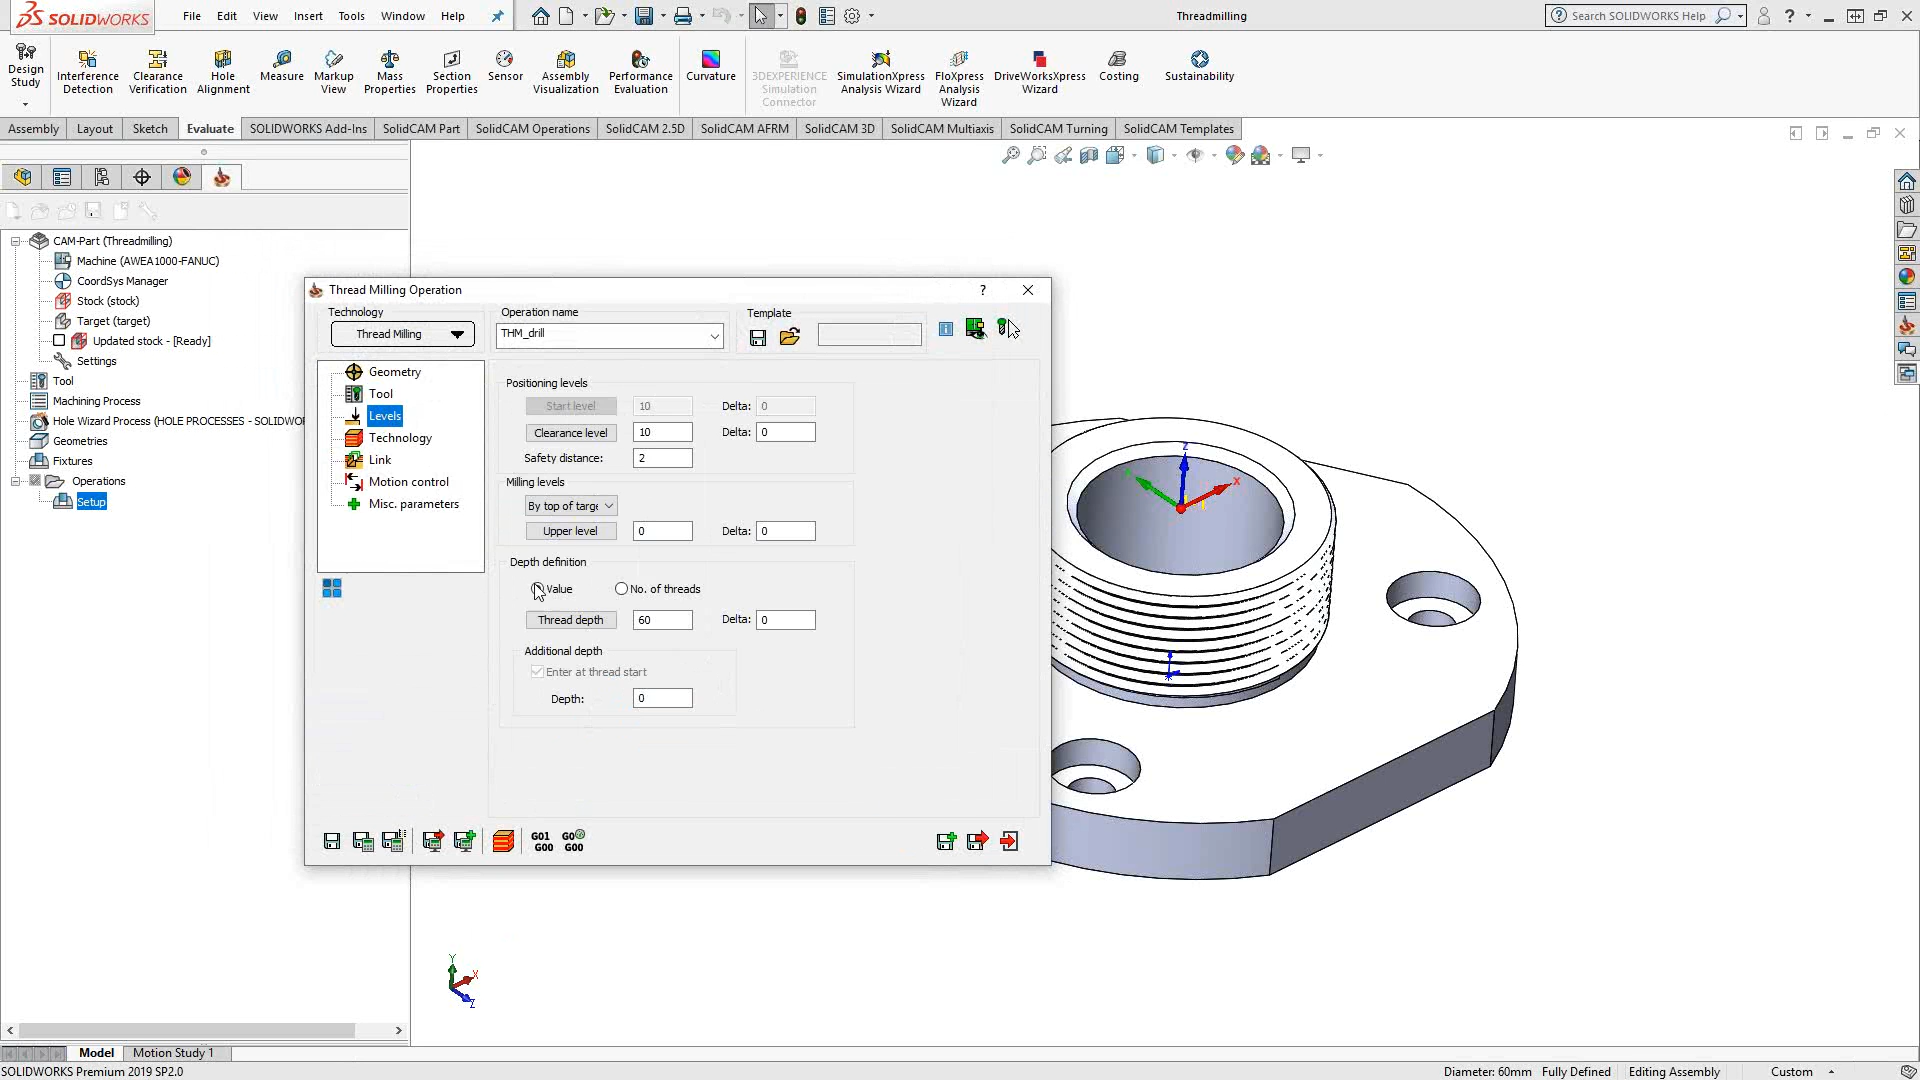 SOLIDWORKS
File Edit View Insert Tools Window Help
Threadmilling
Search SOLIDWORKS Help
Design Study
Interference Detection
Clearance Verification
Hole Alignment
Measure
Markup View
Mass Properties
Section Properties
Sensor
Assembly Visualization
Performance Evaluation
Curvature
3DEXPERIENCE Simulation Connector
SimulationXpress Analysis Wizard
FloXpress Analysis Wizard
DriveWorksXpress Wizard
Costing
Sustainability
Assembly Layout Sketch Evaluate SOLIDWORKS Add-Ins SolidCAM Part SolidCAM Operations SolidCAM 2.5D SolidCAM AFRM SolidCAM 3D SolidCAM Multiaxis SolidCAM Turning SolidCAM Templates
CAM-Part (Threadmilling)
Machine (AWEA1000-FANUC)
CoordSys Manager
Stock (stock)
Target (target)
Updated stock - [Ready]
Settings
Tool
Machining Process
Hole Wizard Process (HOLE PROCESSES - SOLIDWO
Geometries
Fixtures
Operations
Setup
Thread Milling Operation
?
Technology
Thread Milling
Operation name
THM_drill
Template
Geometry
Tool
Levels
Technology
Link
Motion control
Misc. parameters
Positioning levels
Start level 10 Delta: 0
Clearance level 10 Delta: 0
Safety distance: 2
Milling levels
By top of targe
Upper level 0 Delta: 0
Depth definition
Value No. of threads
Thread depth 60 Delta: 0
Additional depth
Enter at thread start
Depth: 0
G01 G00
G0 G00
Z
X
Y
X
Z
Model Motion Study 1
SOLIDWORKS Premium 2019 SP2.0
Diameter: 60mm Fully Defined Editing Assembly Custom